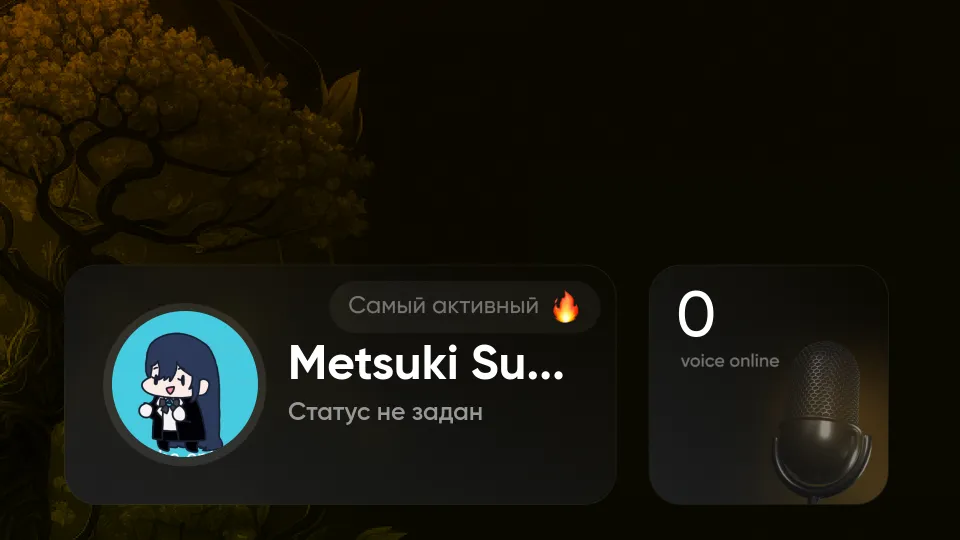 Самый активный 🔥
Metsuki Su...
Статус не задан
0
voice online